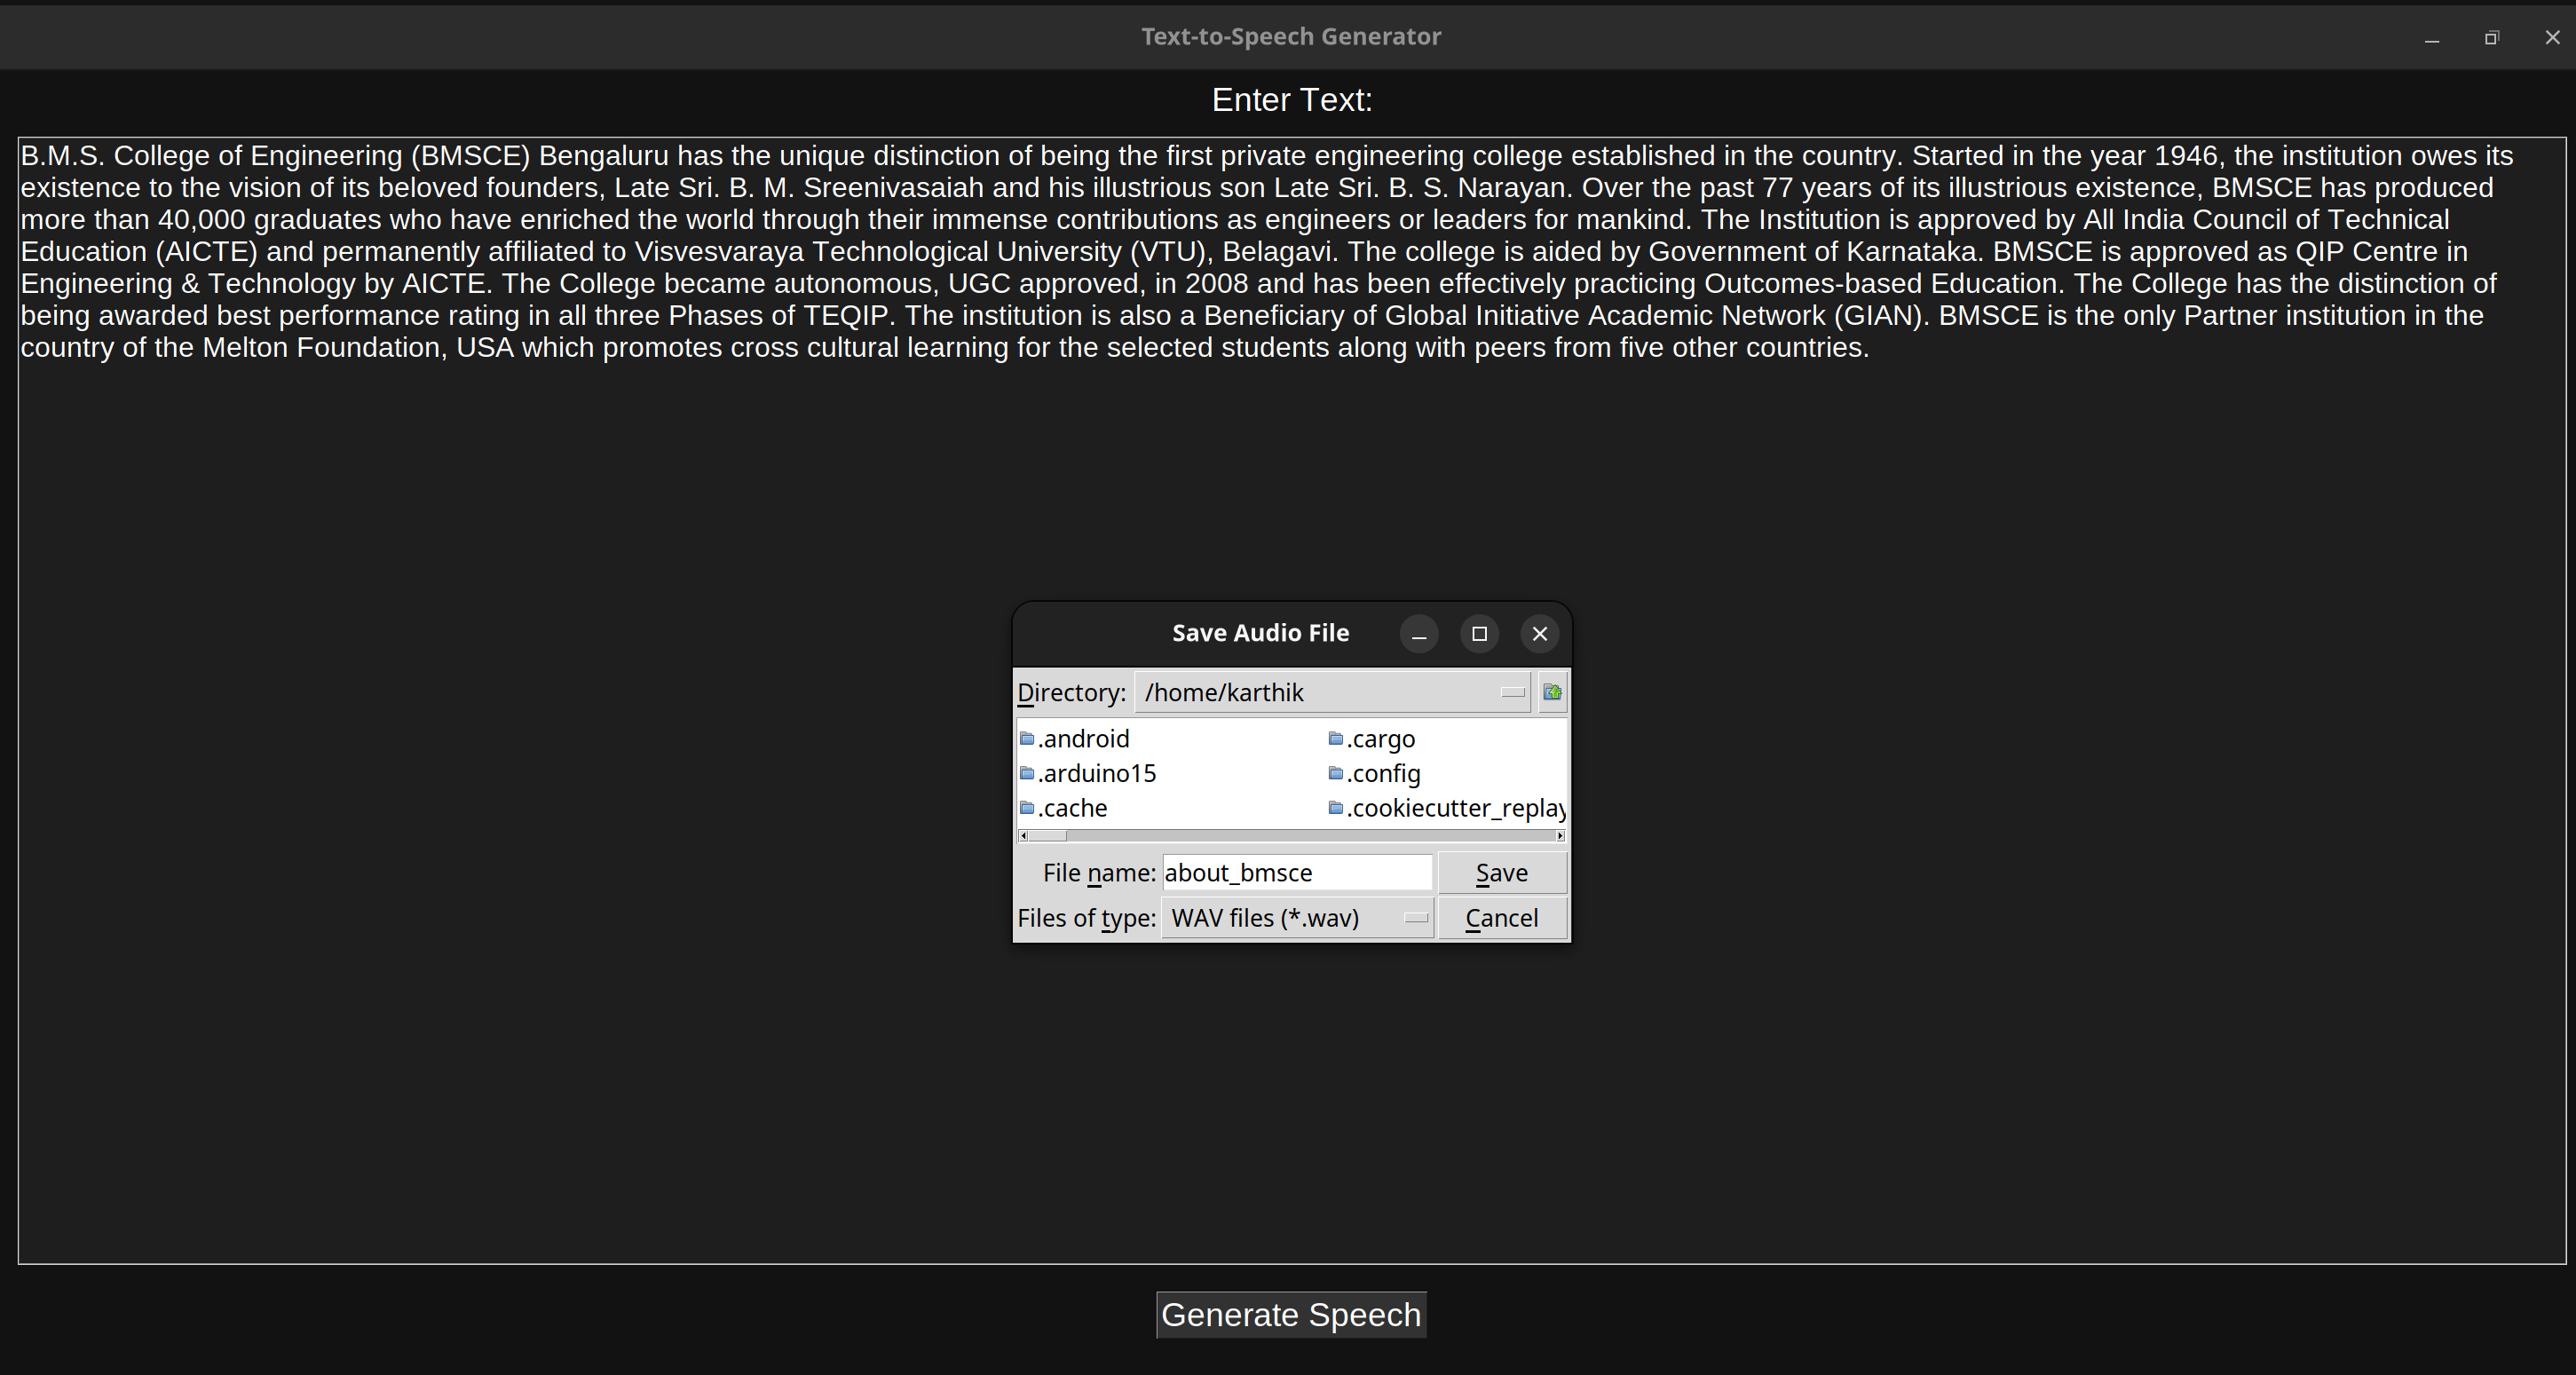 Text-to-Speech Generator
Enter Text:
B.M.S. College of Engineering (BMSCE) Bengaluru has the unique distinction of being the first private engineering college established in the country. Started in the year 1946, the institution owes its
existence to the vision of its beloved founders, Late Sri. B. M. Sreenivasaiah and his illustrious son Late Sri. B. S. Narayan. Over the past 77 years of its illustrious existence, BMSCE has produced
more than 40,000 graduates who have enriched the world through their immense contributions as engineers or leaders for mankind. The Institution is approved by All India Council of Technical
Education (AICTE) and permanently affiliated to Visvesvaraya Technological University (VTU), Belagavi. The college is aided by Government of Karnataka. BMSCE is approved as QIP Centre in
Engineering & Technology by AICTE. The College became autonomous, UGC approved, in 2008 and has been effectively practicing Outcomes-based Education. The College has the distinction of
being awarded best performance rating in all three Phases of TEQIP. The institution is also a Beneficiary of Global Initiative Academic Network (GIAN). BMSCE is the only Partner institution in the
country of the Melton Foundation, USA which promotes cross cultural learning for the selected students along with peers from five other countries.
Save Audio File
Directory: /home/karthik
.android .cargo
.arduino15 .config
.cache .cookiecutter_replay
File name: about_bmsce Save
Files of type: WAV files (*.wav) Cancel
Generate Speech